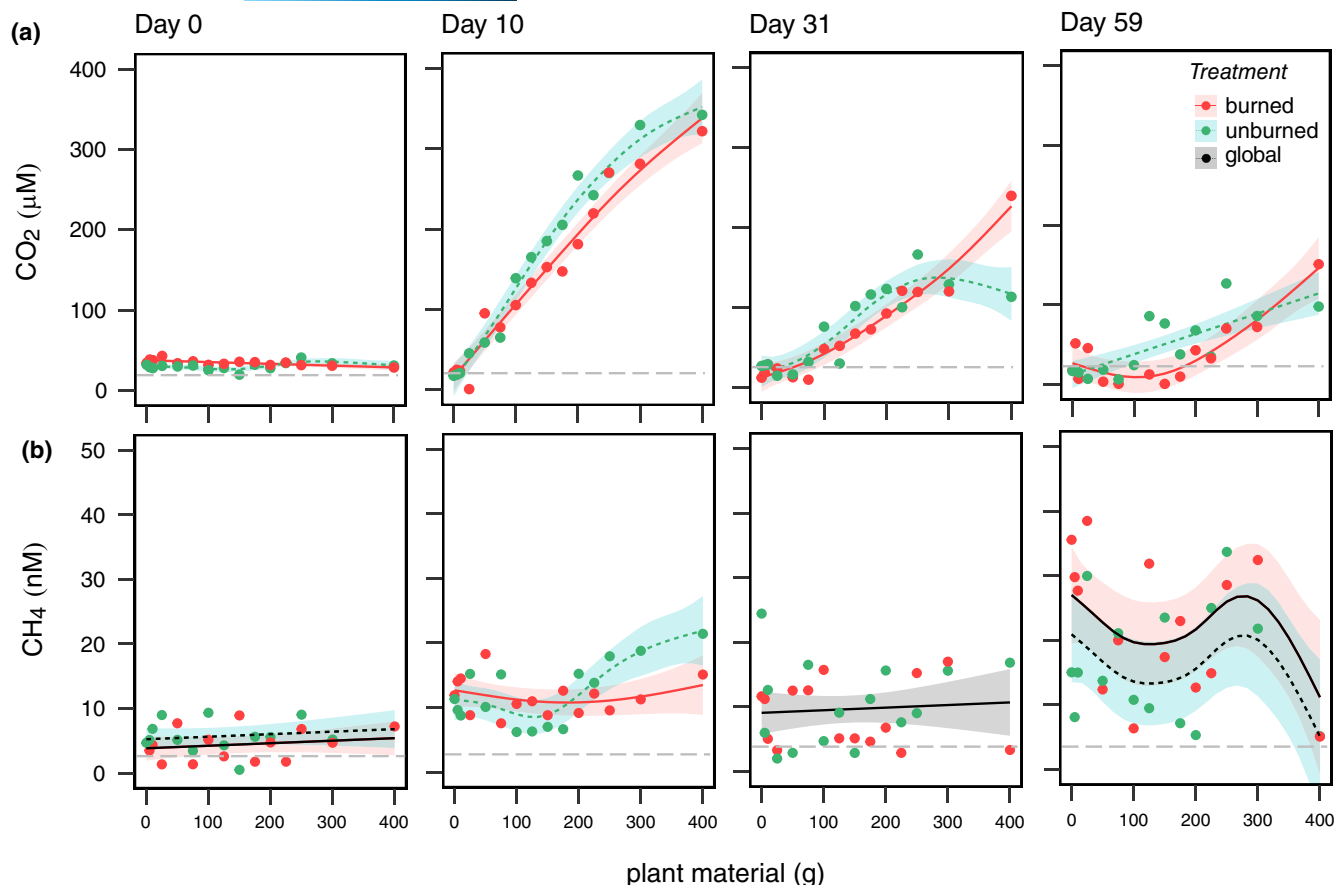 Day 0 Day 10 Day 31 Day 59
(a)
400
300
200
100
0
CO2 (μM)
Treatment
burned
unburned
global
(b)
50
40
30
20
10
0
CH4 (nM)
0 100 200 300 400 0 100 200 300 400 0 100 200 300 400 0 100 200 300 400
plant material (g)